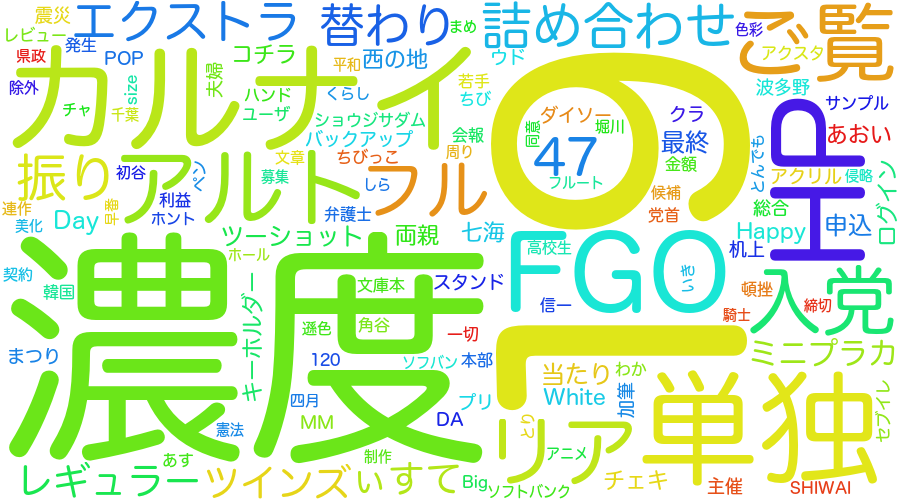 震災
エクストラ
替わり
まめ
詰め合わせ
色彩
ご覧
レビュー
発生
POP
コチラ
平和
西の地
若手
ウド
アクスタ
県政
カルナイ
夫婦
除外
size
ハンド
くらし
ちび
波多野
サンプル
チャ
千葉
ユーザ
ショウジサダム
会報
ダイソー
クラ
あおい
バックアップ
同意
堀川
47
最終
とんでも
振り
アルト
文章
ちびっこ
周り
金額
初谷
ペン
募集
しら
フル
フルート
候補
アクリル
侵略
連作
早番
利益
弁護士
党首
総合
ログイン
美化
Day
ホント
ツーショット
両親
七海
Happy
申込
ホール
高校生
机上
契約
韓国
濃度
キーホルダー
文庫本
スタンド
FGO
いき
入党
信一
頓挫
締切
遜色
角谷
一切
騎士
まつり
120
ソフバン
本部
ミニプラカ
当たり
わか
四月
プリ
White
加筆
セブイレ
憲法
MM
DA
リア
とり
単独
あす
制作
アニメ
レギュラー
ツインズ
いすて
Big
ソフトバンク
チェキ
主催
SHIWAI